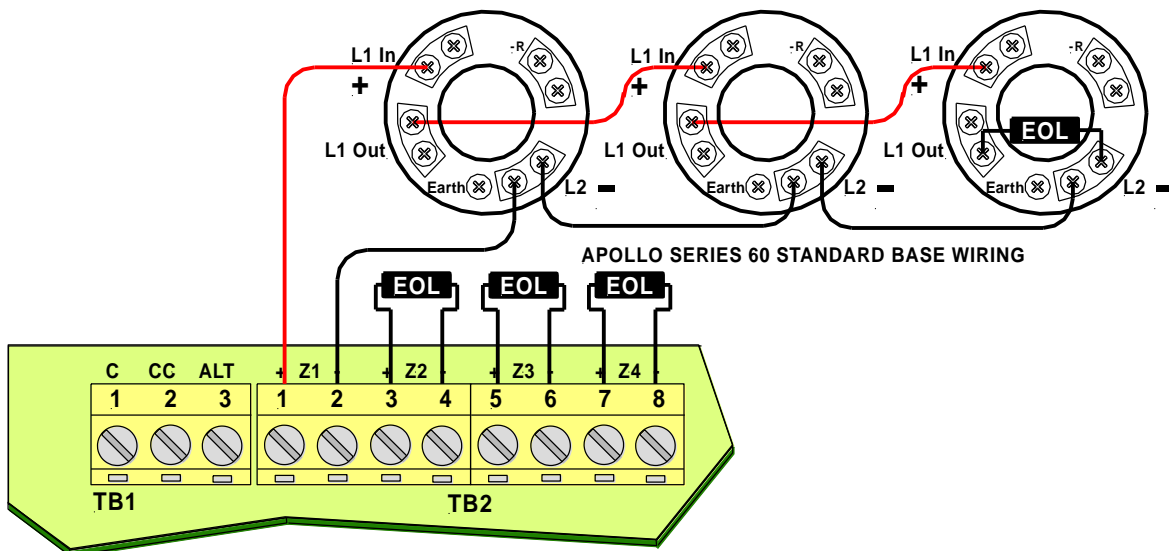 L1 In
-R
L1 In
-R
L1 In
-R
+
+
+
EOL
L1 Out
L1 Out
L1 Out
Earth
L2 -
Earth
L2 -
Earth
L2 -
APOLLO SERIES 60 STANDARD BASE WIRING
EOL
EOL
EOL
C CC ALT + Z1 - + Z2 - + Z3 - + Z4 -
1 2 3 1 2 3 4 5 6 7 8
TB1
TB2